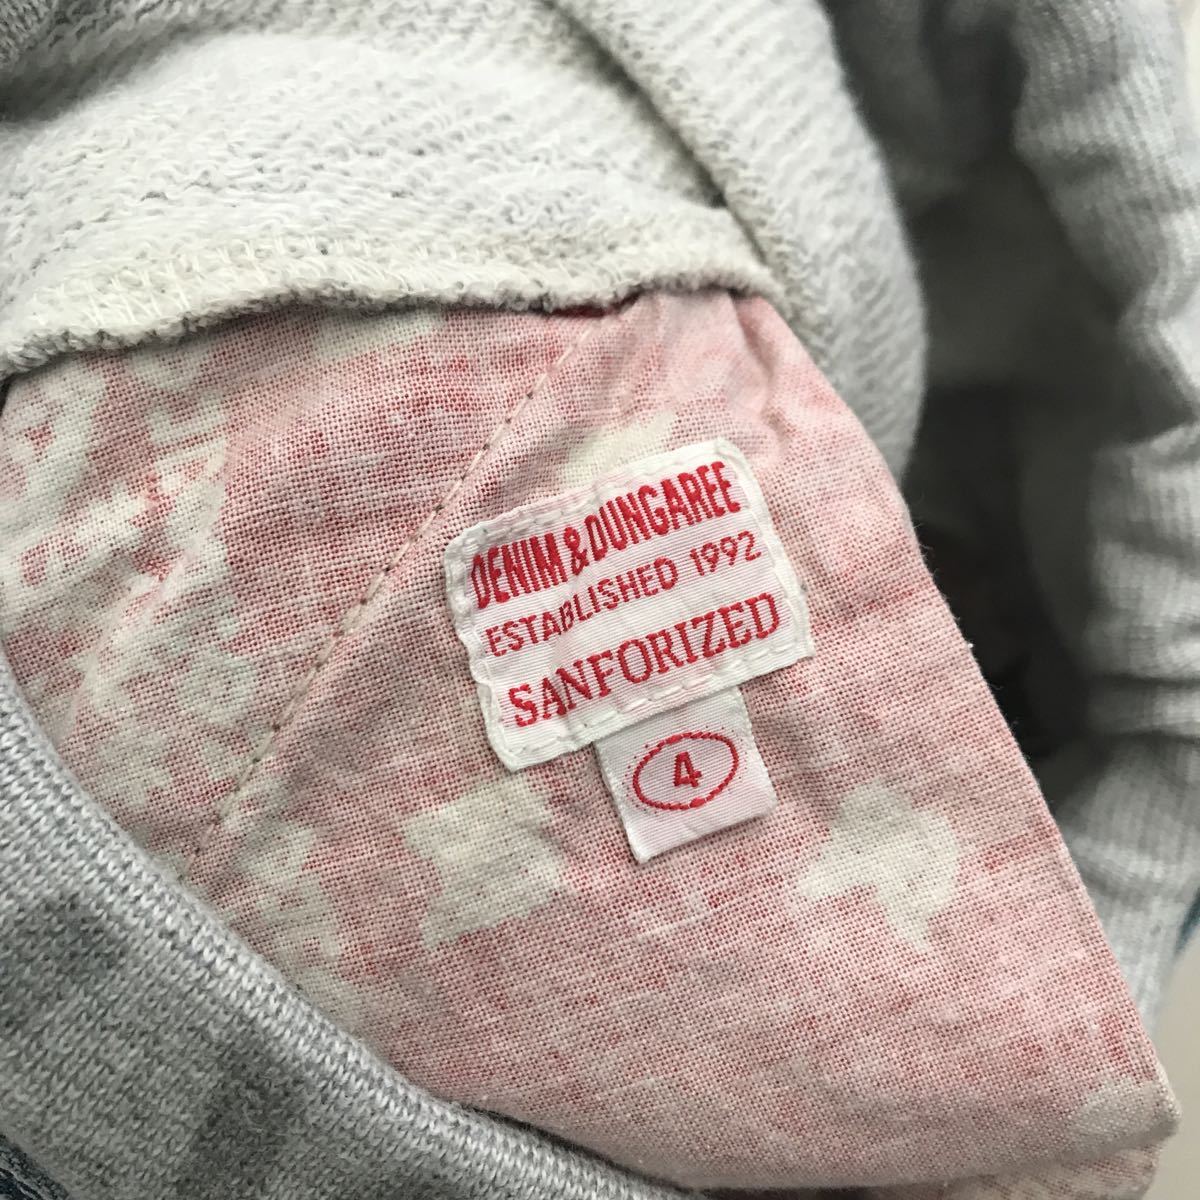 DENIM & DUNGAREE
ESTABLISHED 1992
SANFORIZED
4